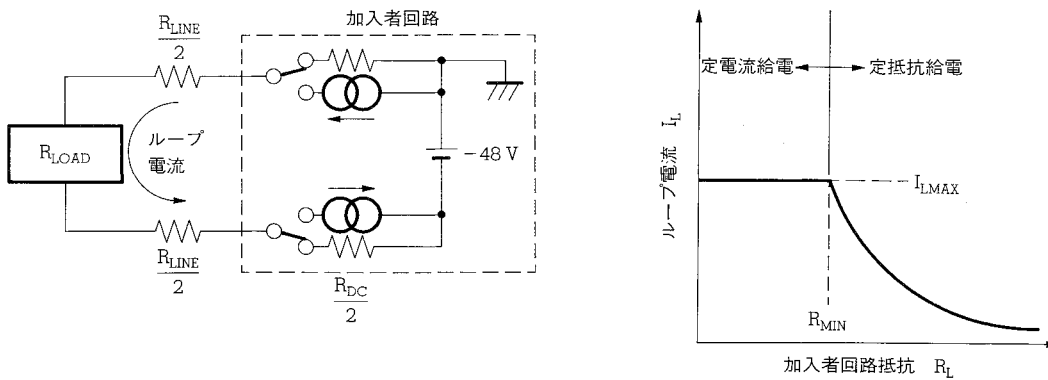 加入者回路
R_LINE
2
R_LOAD
ループ
電流
-48 V
R_LINE
2
R_DC
2
定電流給電
定抵抗給電
ループ電流 I_L
I_LMAX
R_MIN
加入者回路抵抗 R_L